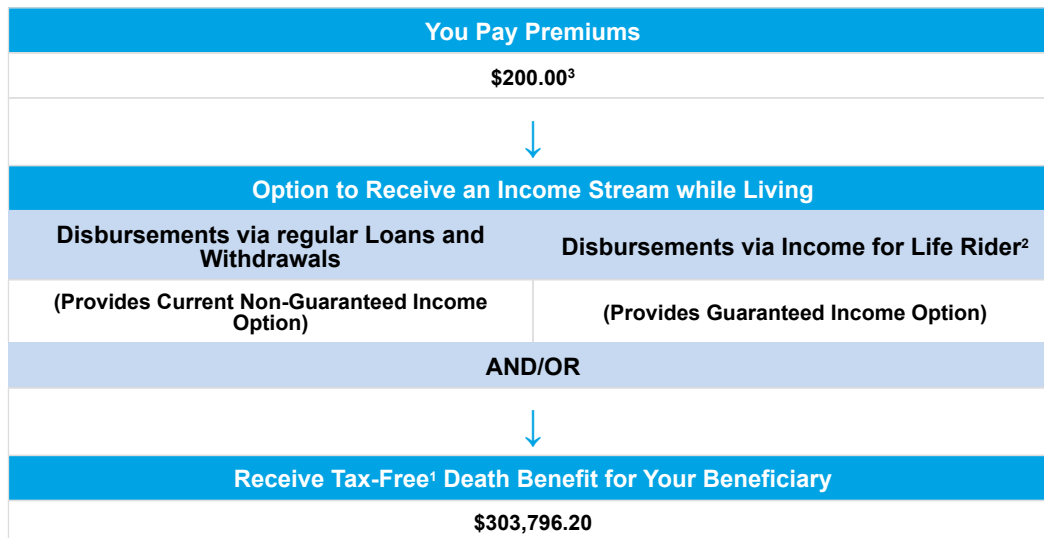 You Pay Premiums
$200.00³
↓
Option to Receive an Income Stream while Living
Disbursements via regular Loans and
Withdrawals
Disbursements via Income for Life Rider²
(Provides Current Non-Guaranteed Income
Option)
(Provides Guaranteed Income Option)
AND/OR
↓
Receive Tax-Free¹ Death Benefit for Your Beneficiary
$303,796.20